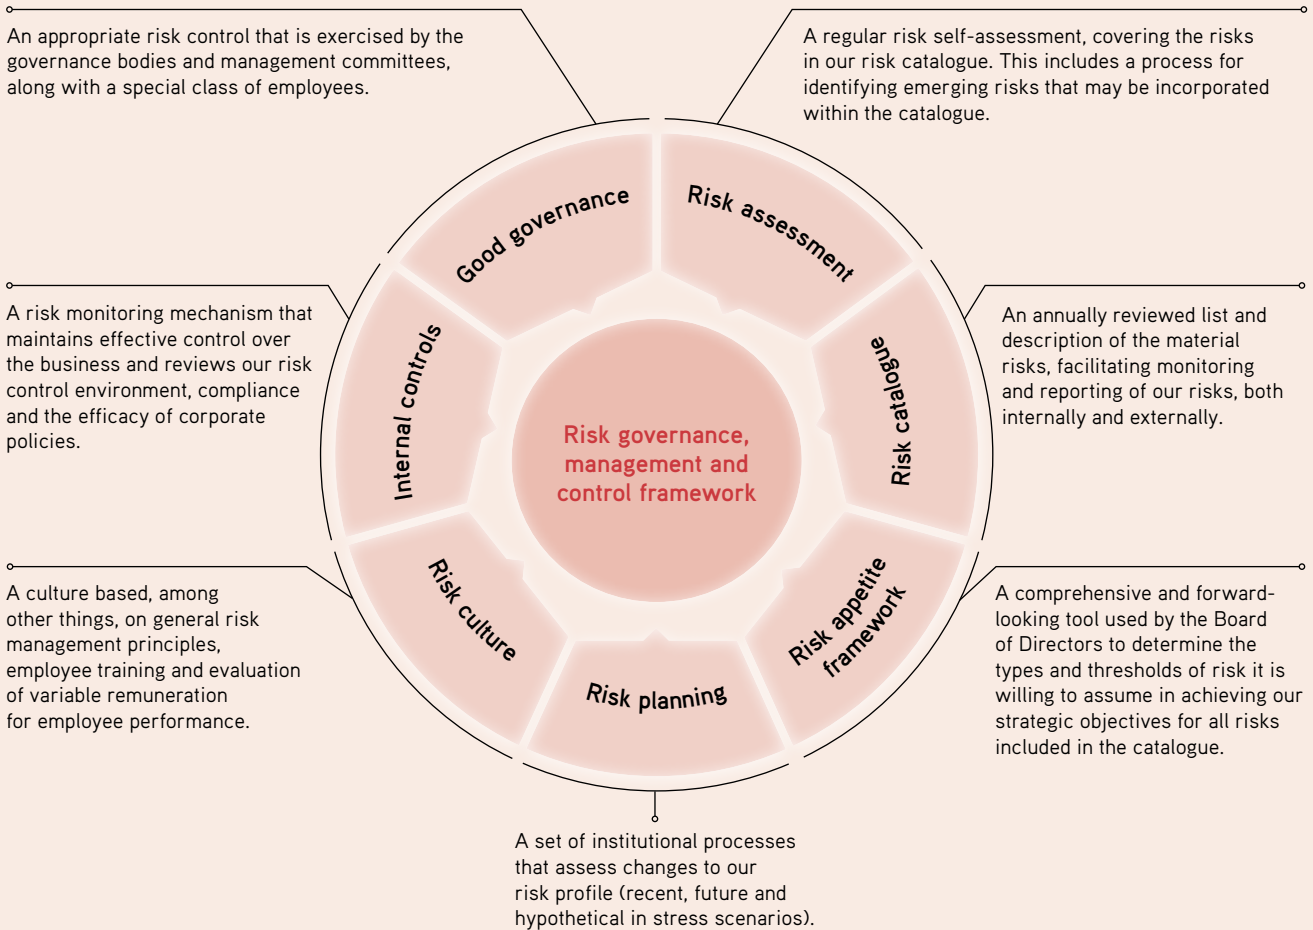 An appropriate risk control that is exercised by the
governance bodies and management committees,
along with a special class of employees.
A regular risk self-assessment, covering the risks
in our risk catalogue. This includes a process for
identifying emerging risks that may be incorporated
within the catalogue.
Good governance
Risk assessment
A risk monitoring mechanism that
maintains effective control over
the business and reviews our risk
control environment, compliance
and the efficacy of corporate
policies.
Internal controls
Risk governance,
management and
control framework
Risk catalogue
An annually reviewed list and
description of the material
risks, facilitating monitoring
and reporting of our risks, both
internally and externally.
A culture based, among
other things, on general risk
management principles,
employee training and evaluation
of variable remuneration
for employee performance.
Risk culture
Risk planning
Risk appetite
framework
A comprehensive and forward-
looking tool used by the Board
of Directors to determine the
types and thresholds of risk it is
willing to assume in achieving our
strategic objectives for all risks
included in the catalogue.
A set of institutional processes
that assess changes to our
risk profile (recent, future and
hypothetical in stress scenarios).